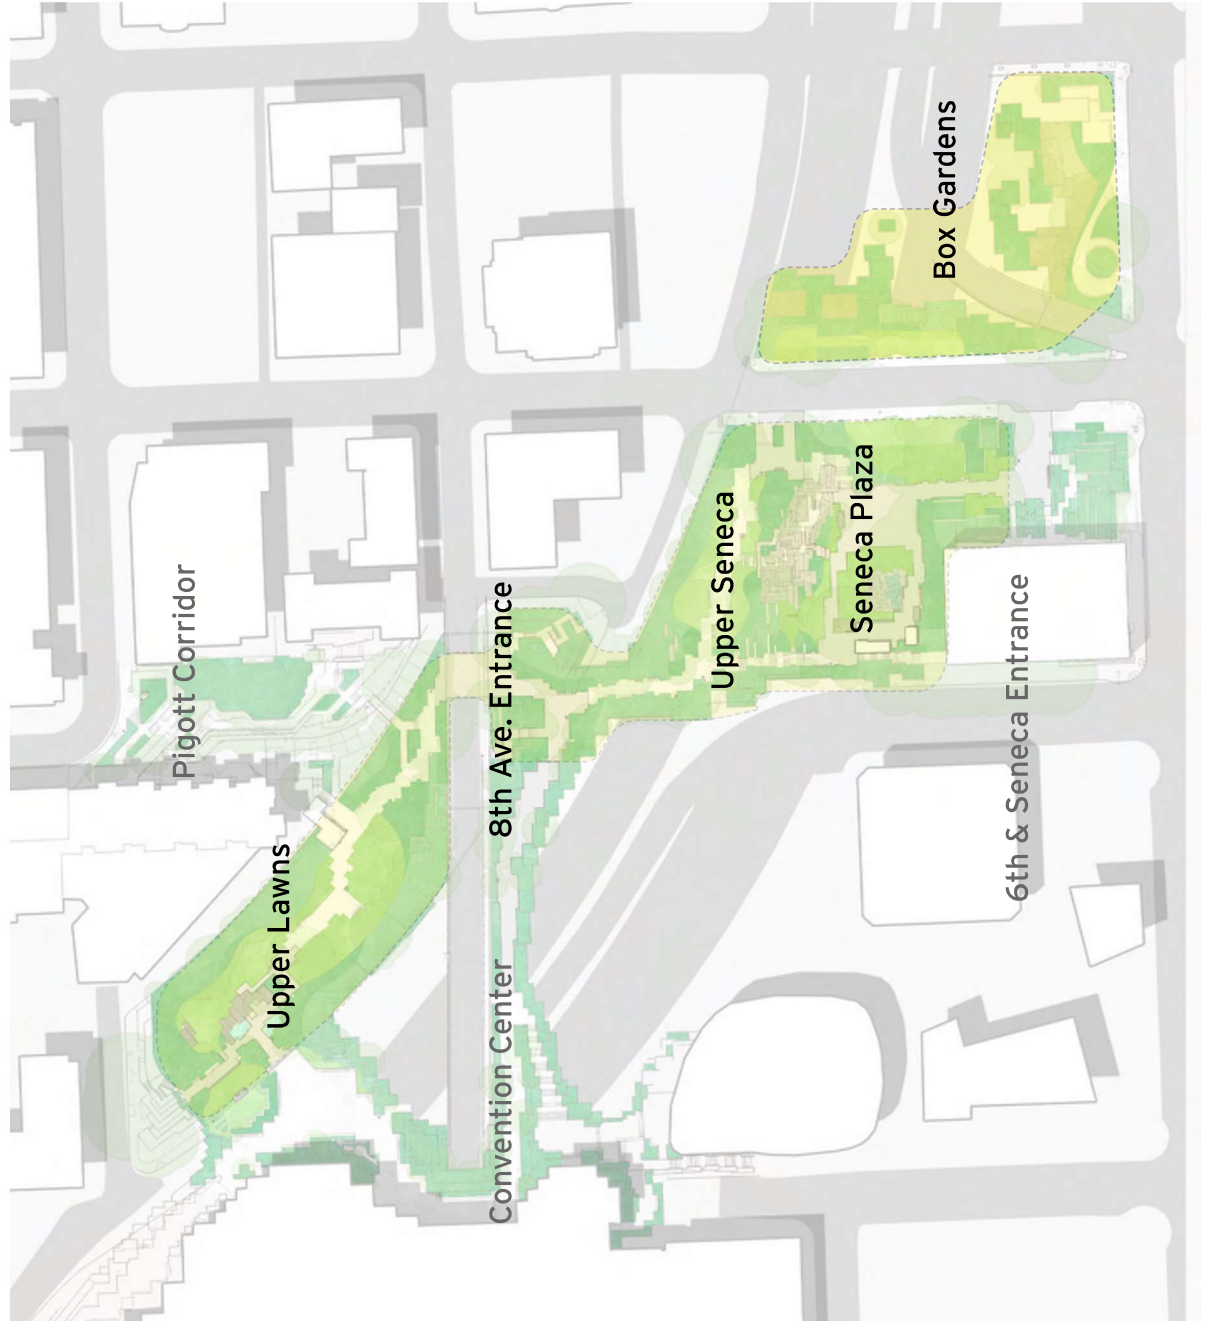 Pigott Corridor
Upper Lawns
8th Ave. Entrance
Convention Center
Upper Seneca
Seneca Plaza
Box Gardens
6th & Seneca Entrance